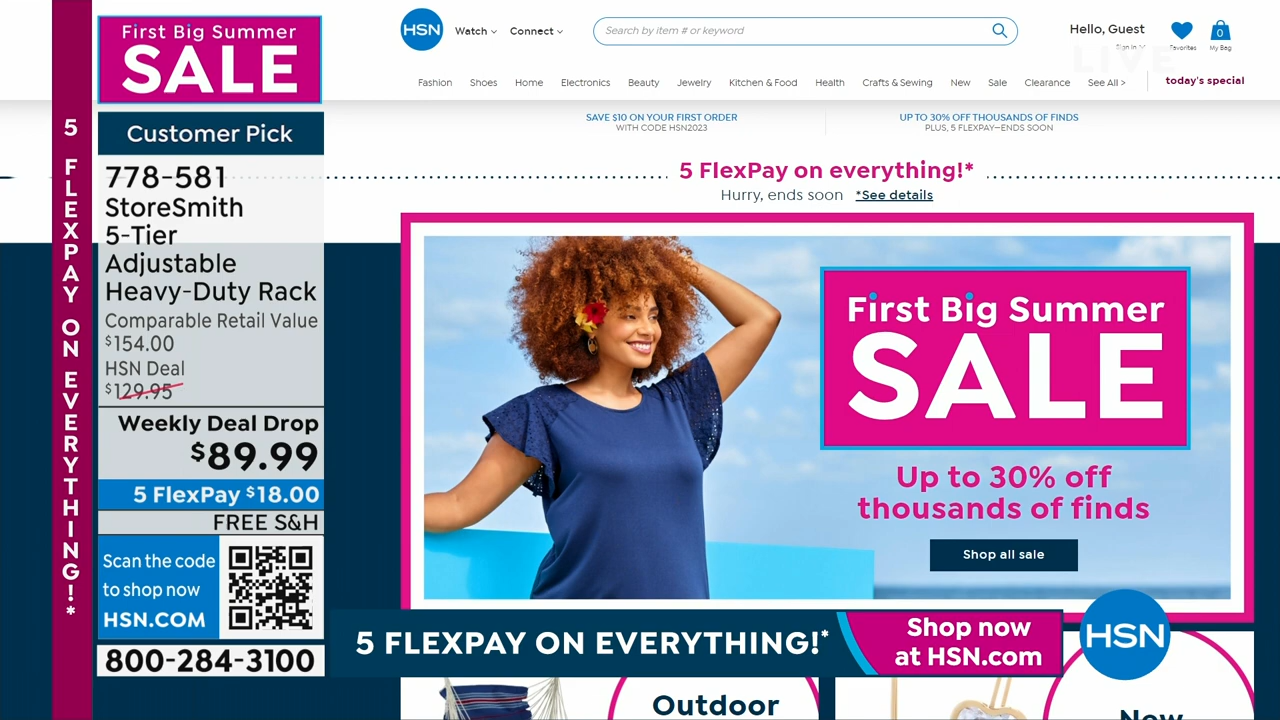 5 FLEXPAY ON EVERYTHING!*
First Big Summer
SALE
Customer Pick
778-581
StoreSmith
5-Tier
Adjustable
Heavy-Duty Rack
Comparable Retail Value
$154.00
HSN Deal
$129.95
Weekly Deal Drop
$89.99
5 FlexPay $18.00
FREE S&H
Scan the code
to shop now
HSN.COM
800-284-3100
HSN
Watch
Connect
Search by item # or keyword
Hello, Guest
Sign in
Favorites
0
My Bag
LIVE
Fashion
Shoes
Home
Electronics
Beauty
Jewelry
Kitchen & Food
Health
Crafts & Sewing
New
Sale
Clearance
See All >
today's special
SAVE $10 ON YOUR FIRST ORDER
WITH CODE HSN2023
UP TO 30% OFF THOUSANDS OF FINDS
PLUS, 5 FLEXPAY—ENDS SOON
5 FlexPay on everything!*
Hurry, ends soon *See details
First Big Summer
SALE
Up to 30% off
thousands of finds
Shop all sale
5 FLEXPAY ON EVERYTHING!*
Shop now
at HSN.com
HSN
Outdoor
New